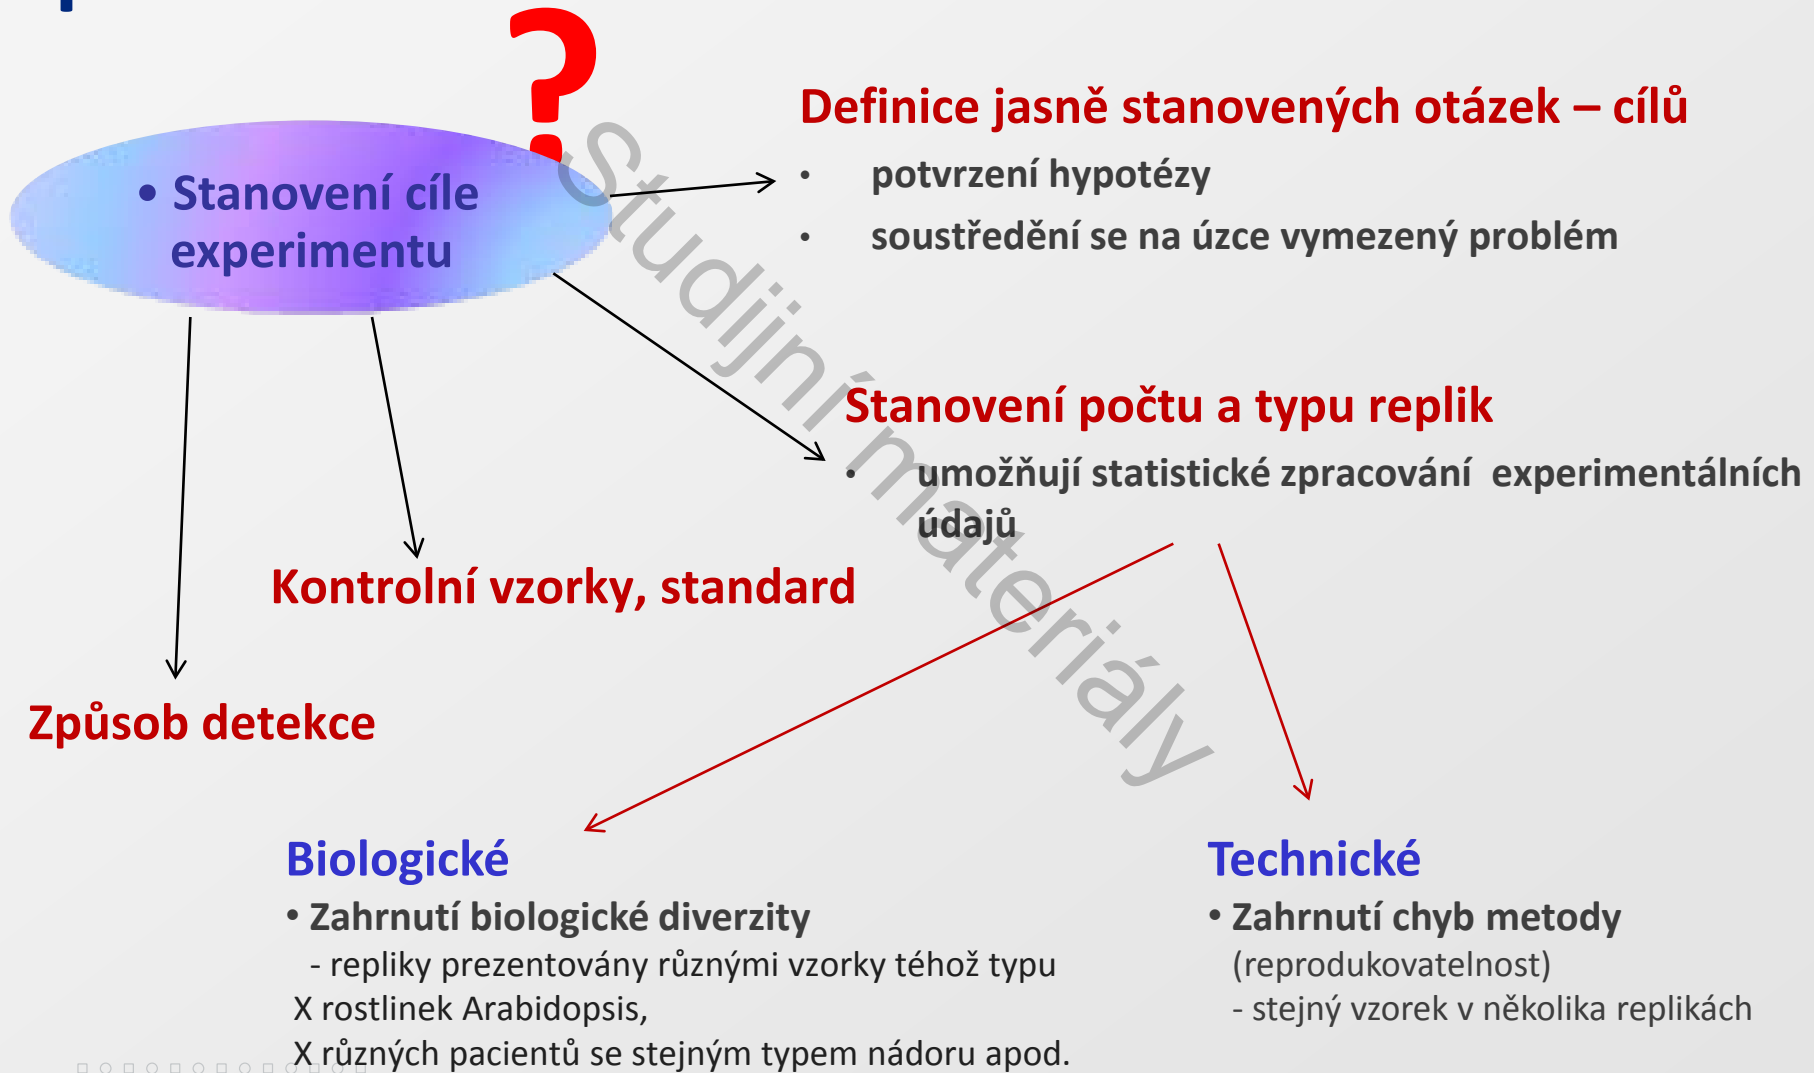 ?
• Stanovení cíle
experimentu
Definice jasně stanovených otázek – cílů
• potvrzení hypotézy
• soustředění se na úzce vymezený problém
Stanovení počtu a typu replik
• umožňují statistické zpracování experimentálních
údajů
Kontrolní vzorky, standard
Způsob detekce
Biologické
• Zahrnutí biologické diverzity
- repliky prezentovány různými vzorky téhož typu
X rostlinek Arabidopsis,
X různých pacientů se stejným typem nádoru apod.
Technické
• Zahrnutí chyb metody
(reprodukovatelnost)
- stejný vzorek v několika replikách
Studijní materiály